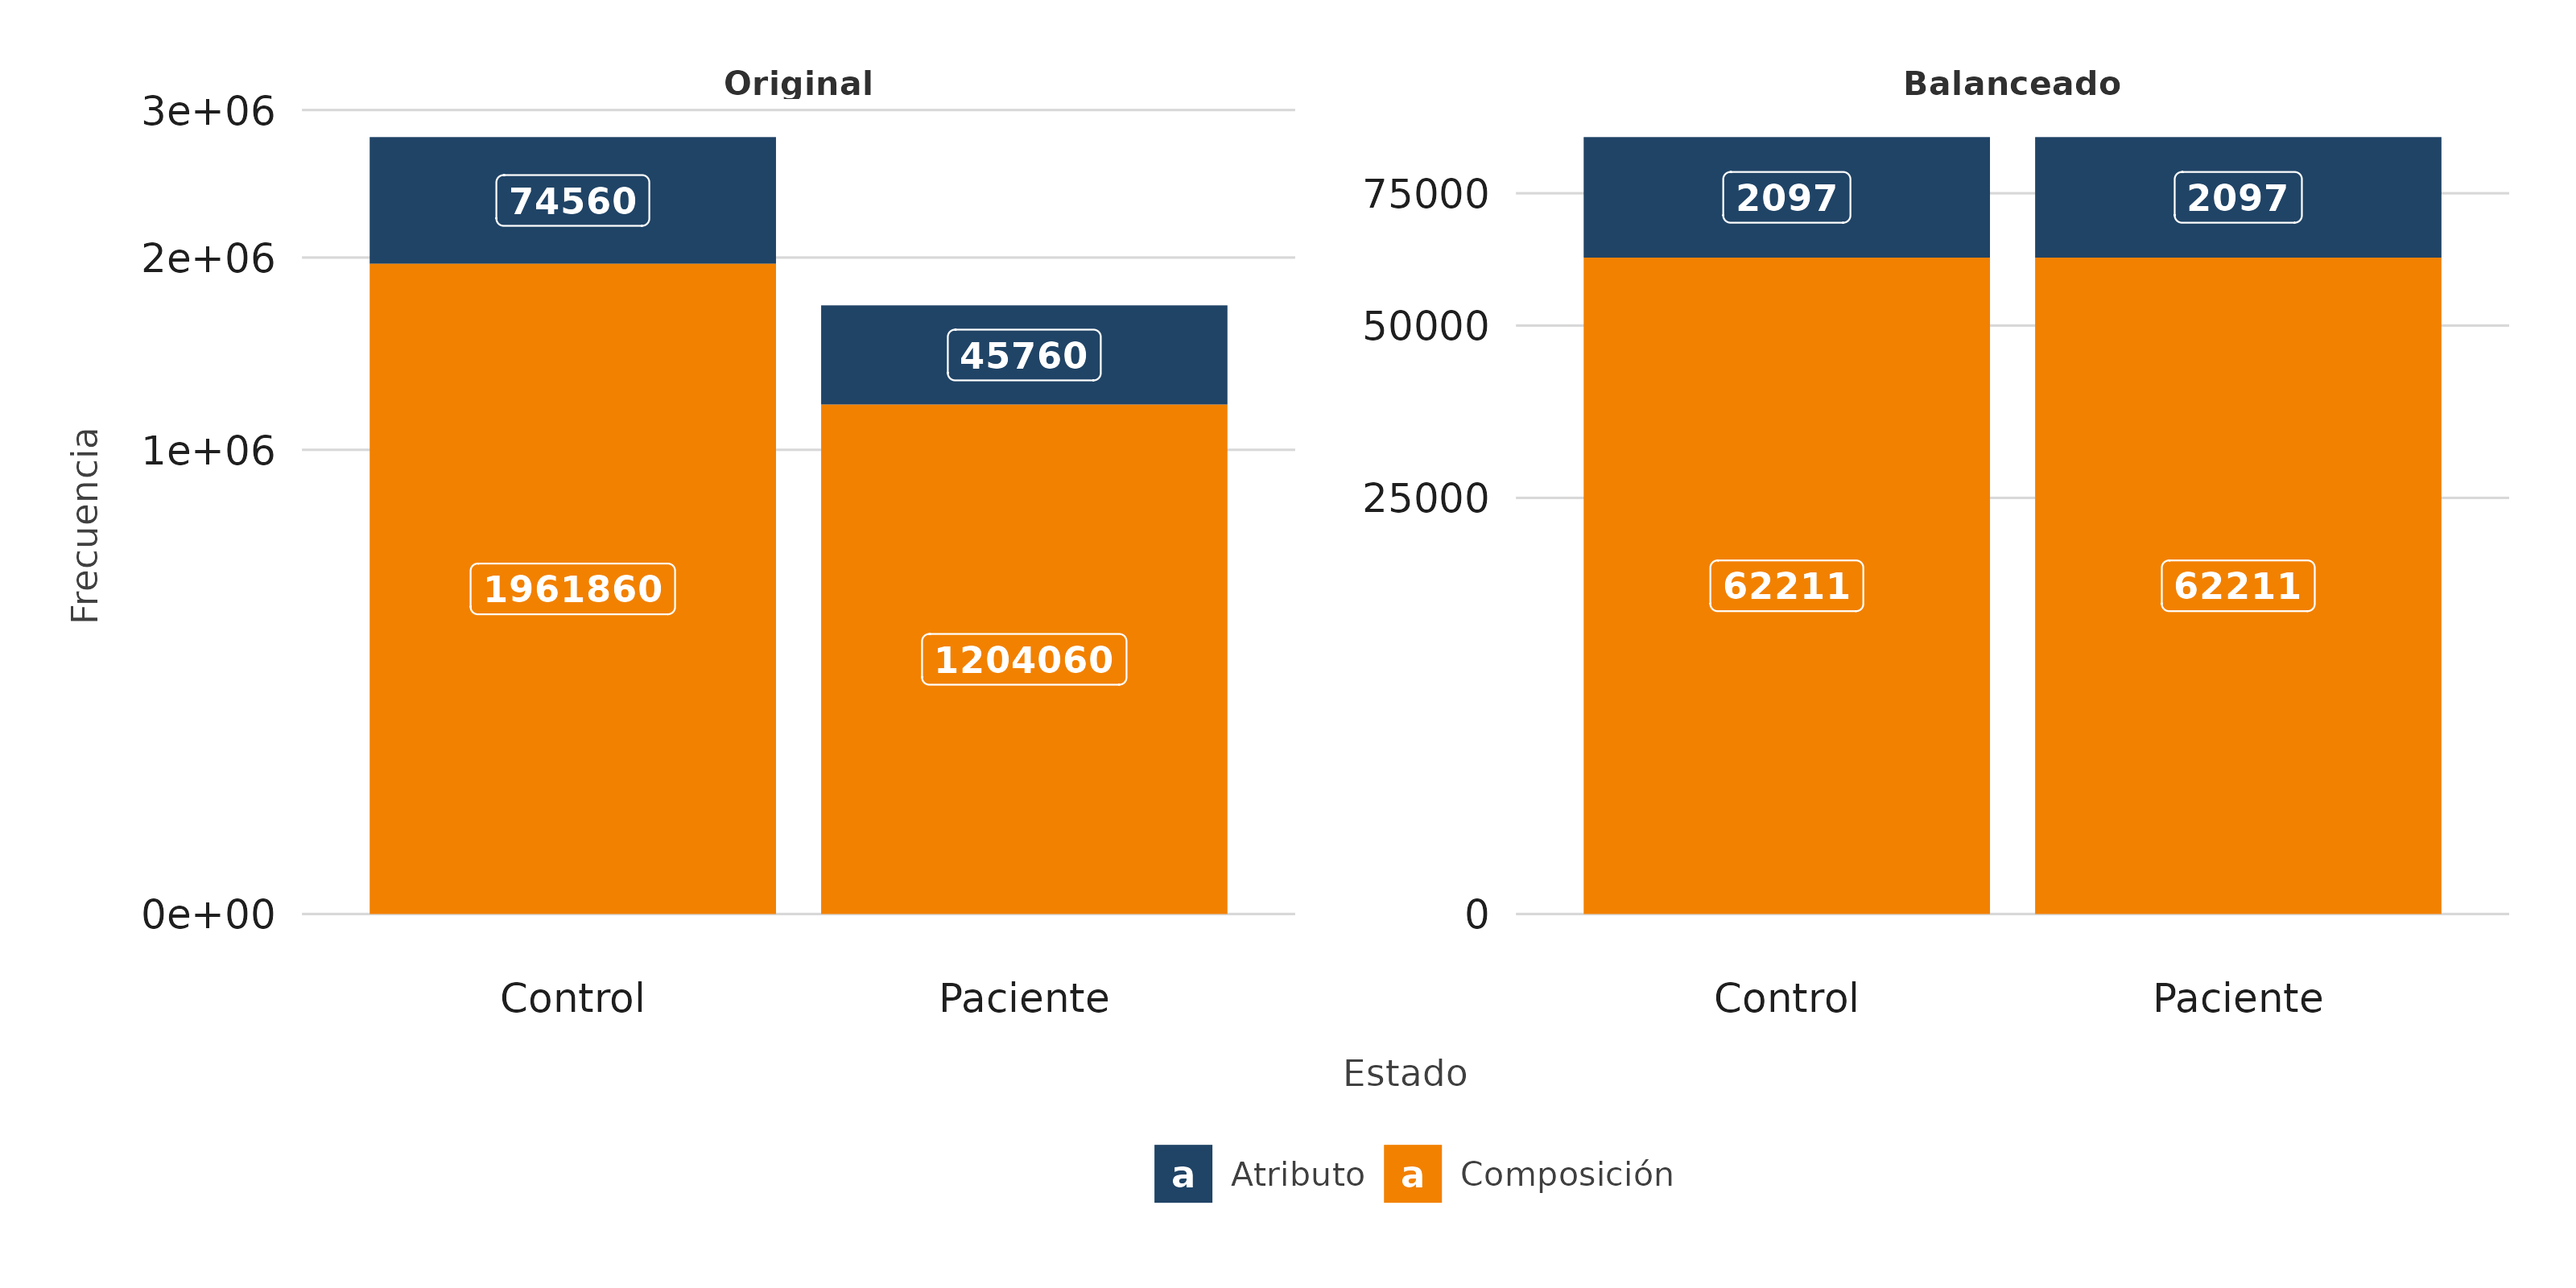 Original
Balanceado
Frecuencia
3e+06
2e+06
1e+06
0e+00
74560
1961860
45760
1204060
75000
50000
25000
0
2097
62211
2097
62211
Control
Paciente
Control
Paciente
Estado
a Atributo a Composición